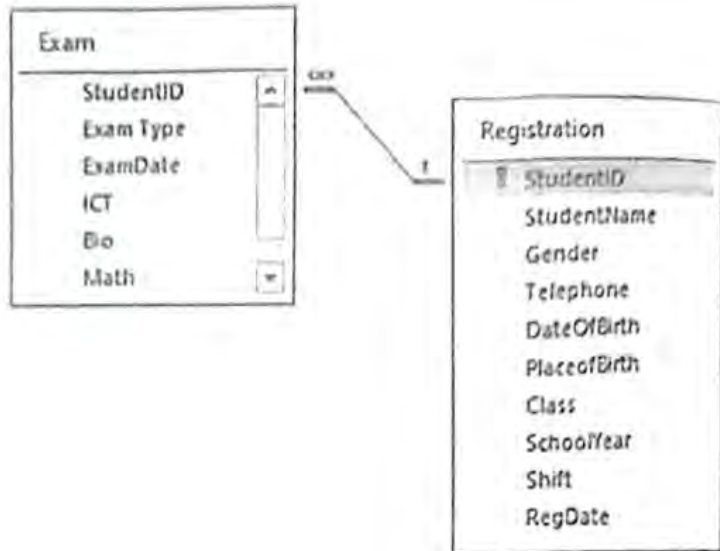 Exam
StudentID
Exam Type
ExamDate
ICT
Bio
Math
∞
1
Registration
StudentID
StudentName
Gender
Telephone
DateOfBirth
PlaceofBirth
Class
SchoolYear
Shift
RegDate